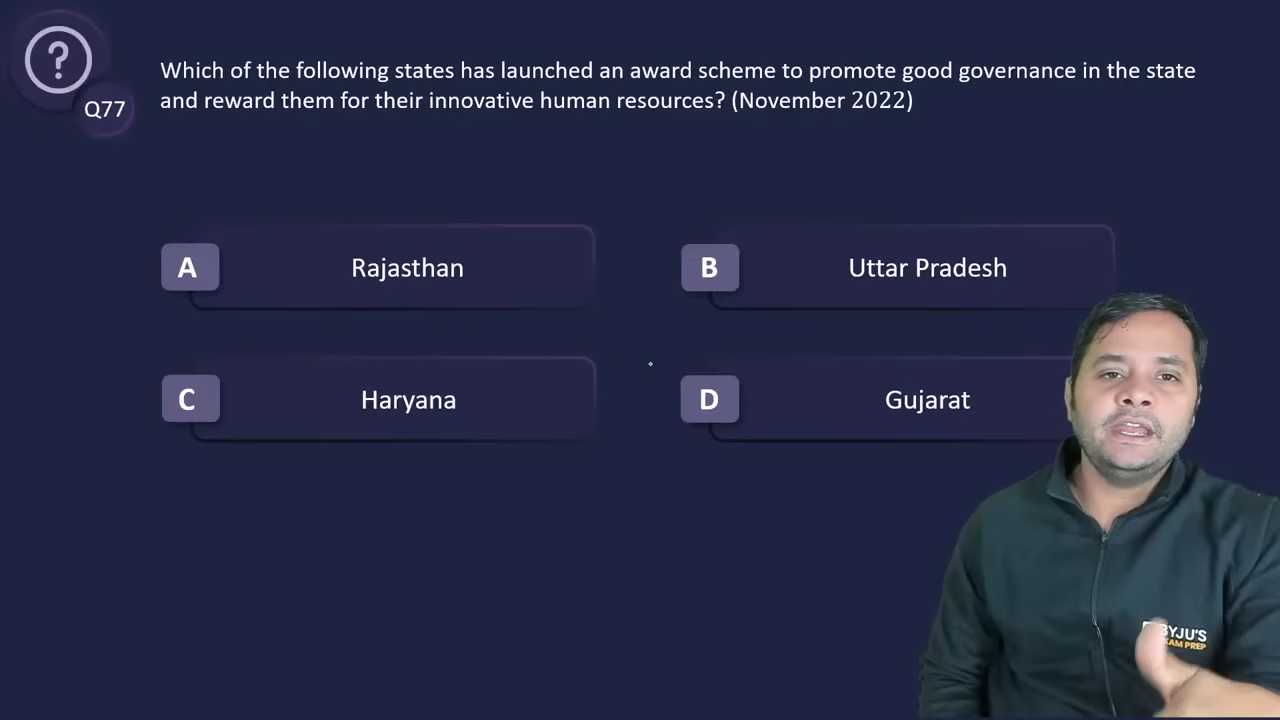 Q77
Which of the following states has launched an award scheme to promote good governance in the state
and reward them for their innovative human resources? (November 2022)
A
Rajasthan
B
Uttar Pradesh
C
Haryana
D
Gujarat
BYJU'S
EXAM PREP